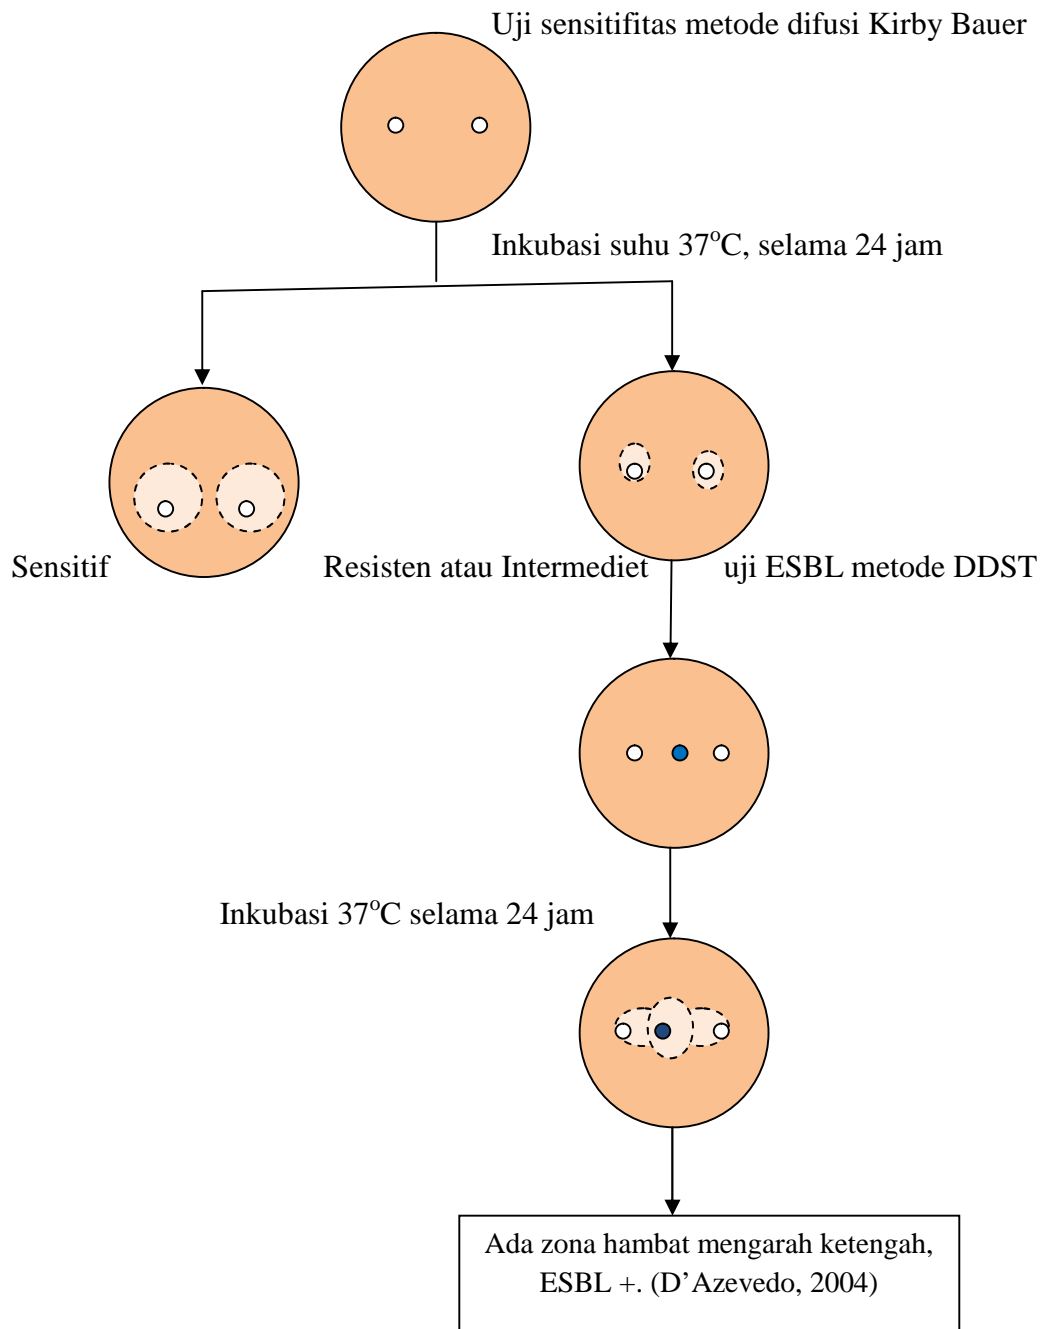 Uji sensitifitas metode difusi Kirby Bauer
Inkubasi suhu 37°C, selama 24 jam
Sensitif
Resisten atau Intermediet
uji ESBL metode DDST
Inkubasi 37°C selama 24 jam
Ada zona hambat mengarah ketengah,
ESBL +. (D’Azevedo, 2004)